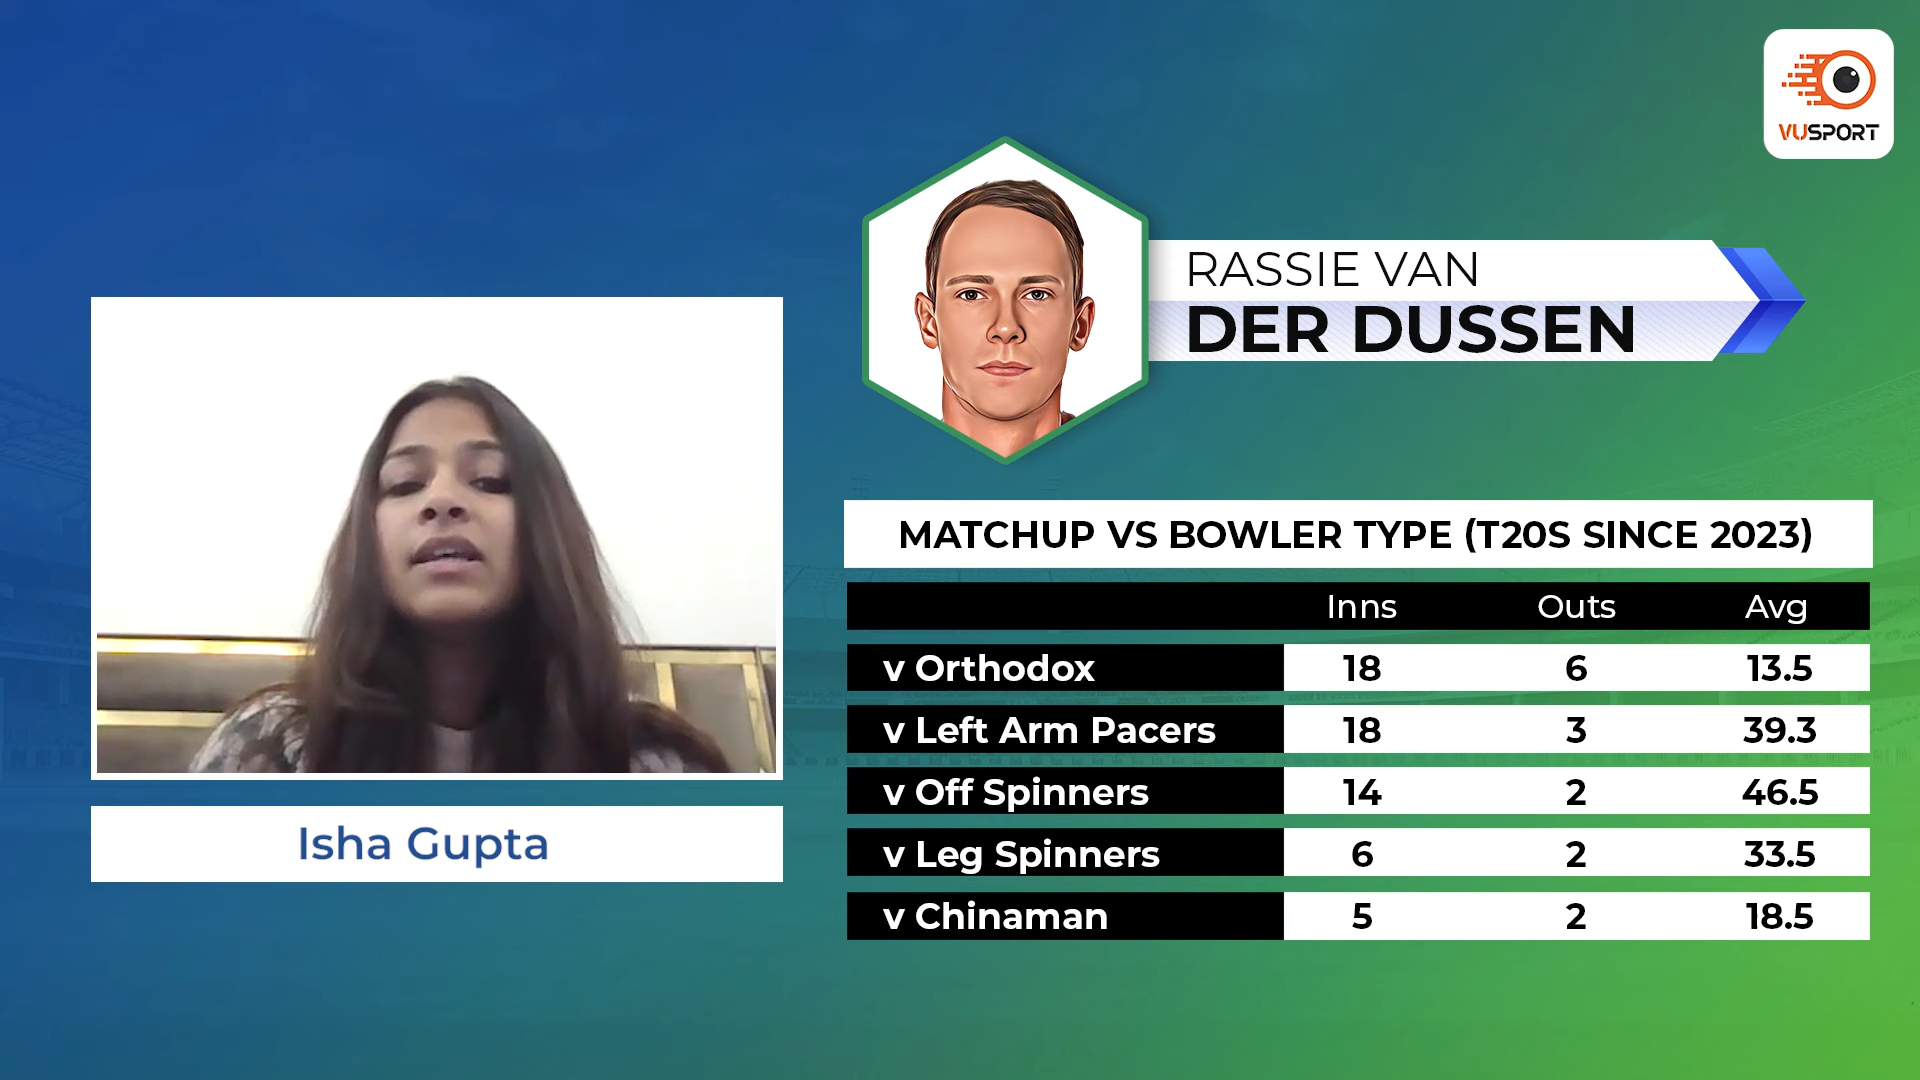 VUSPORT
RASSIE VAN
DER DUSSEN
MATCHUP VS BOWLER TYPE (T20S SINCE 2023)
Inns Outs Avg
v Orthodox 18 6 13.5
v Left Arm Pacers 18 3 39.3
v Off Spinners 14 2 46.5
v Leg Spinners 6 2 33.5
v Chinaman 5 2 18.5
Isha Gupta